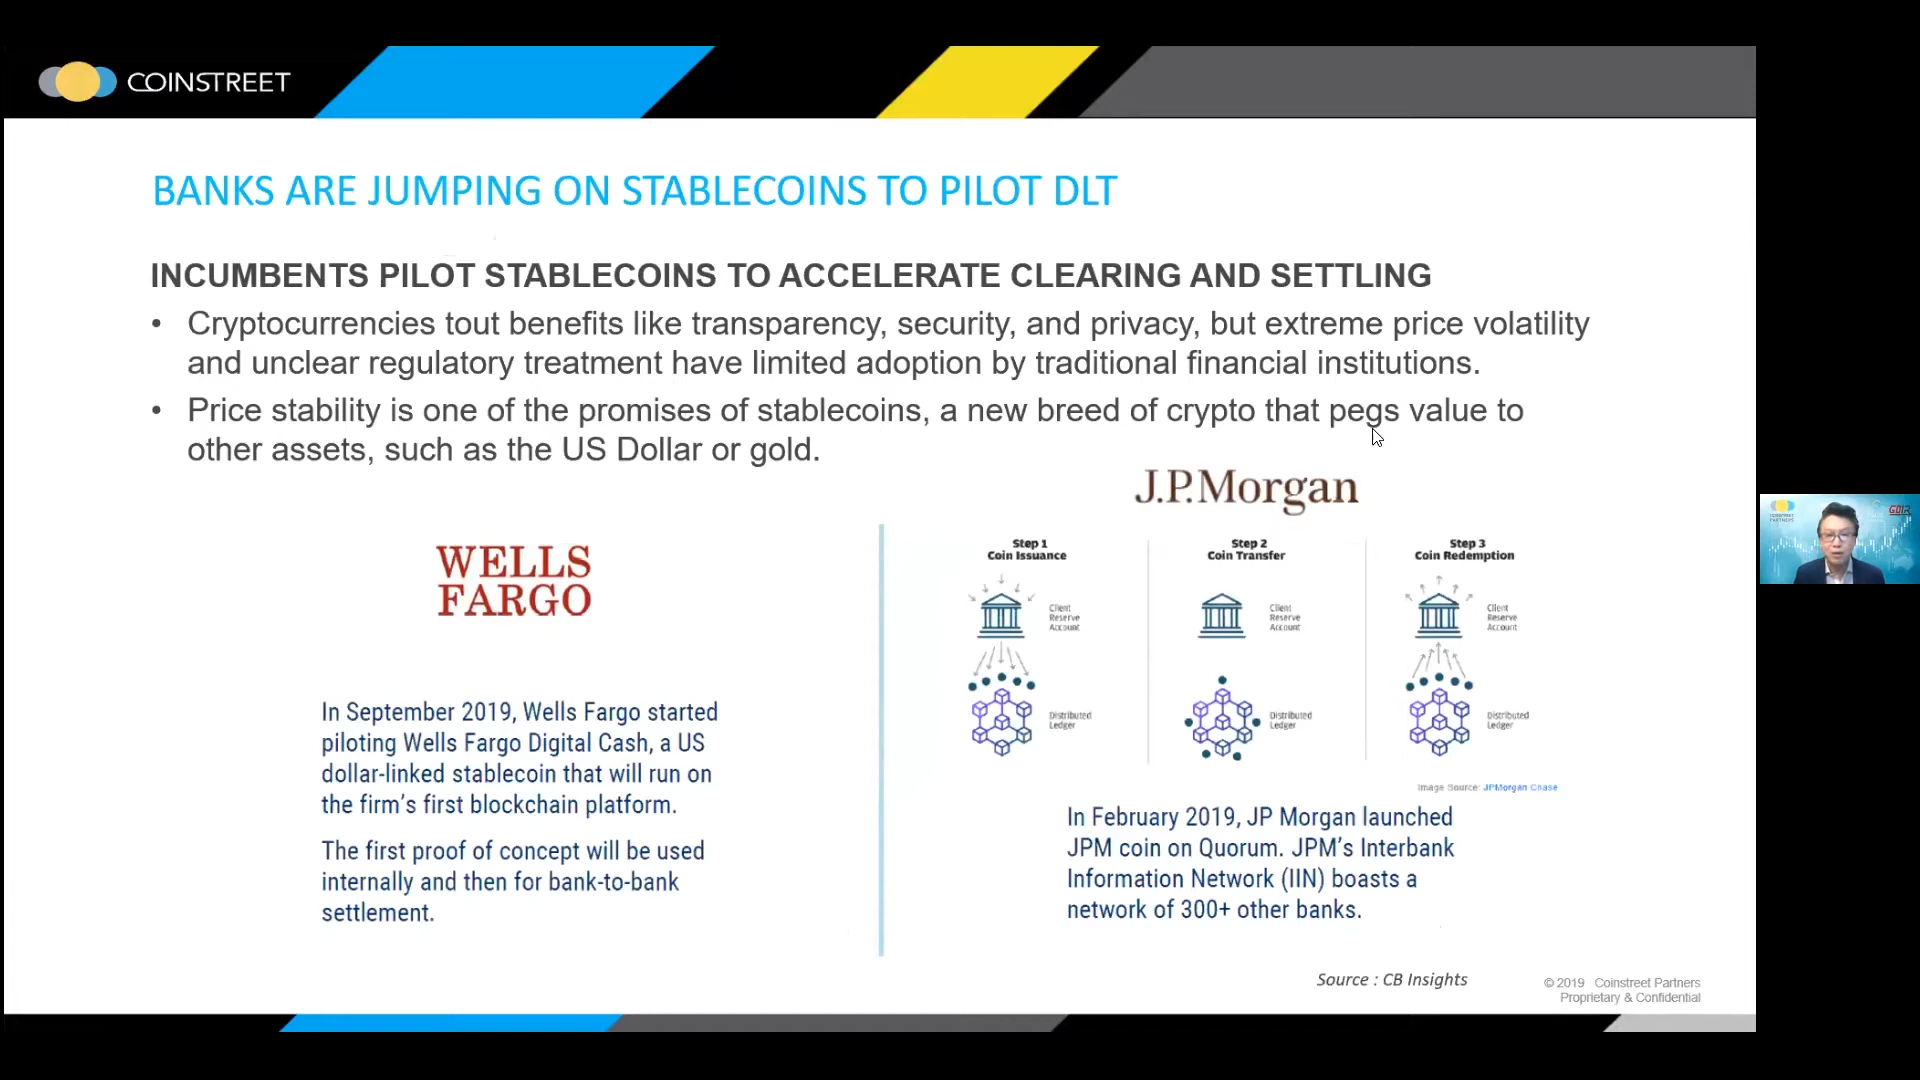 COINSTREET
BANKS ARE JUMPING ON STABLECOINS TO PILOT DLT
INCUMBENTS PILOT STABLECOINS TO ACCELERATE CLEARING AND SETTLING
• Cryptocurrencies tout benefits like transparency, security, and privacy, but extreme price volatility
and unclear regulatory treatment have limited adoption by traditional financial institutions.
• Price stability is one of the promises of stablecoins, a new breed of crypto that pegs value to
other assets, such as the US Dollar or gold.
WELLS
FARGO
In September 2019, Wells Fargo started
piloting Wells Fargo Digital Cash, a US
dollar-linked stablecoin that will run on
the firm's first blockchain platform.
The first proof of concept will be used
internally and then for bank-to-bank
settlement.
J.P.Morgan
Step 1
Coin Issuance
Client
Reserve
Account
Distributed
Ledger
Step 2
Coin Transfer
Client
Reserve
Account
Distributed
Ledger
Step 3
Coin Redemption
Client
Reserve
Account
Distributed
Ledger
Image Source: JPMorgan Chase
In February 2019, JP Morgan launched
JPM coin on Quorum. JPM's Interbank
Information Network (IIN) boasts a
network of 300+ other banks.
Source : CB Insights
© 2019 Coinstreet Partners
Proprietary & Confidential
COINSTREET
PARTNERS